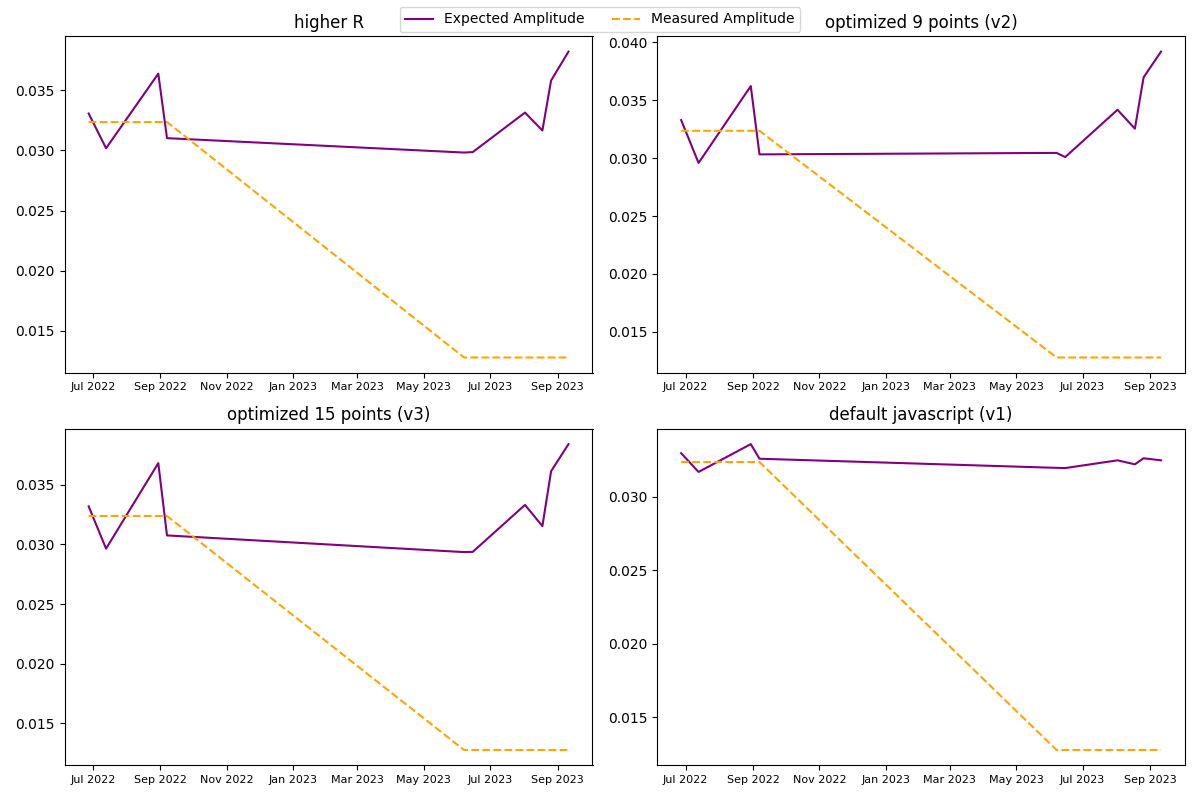 Expected Amplitude Measured Amplitude
higher R
0.035
0.030
0.025
0.020
0.015
Jul 2022 Sep 2022 Nov 2022 Jan 2023 Mar 2023 May 2023 Jul 2023 Sep 2023
optimized 9 points (v2)
0.040
0.035
0.030
0.025
0.020
0.015
Jul 2022 Sep 2022 Nov 2022 Jan 2023 Mar 2023 May 2023 Jul 2023 Sep 2023
optimized 15 points (v3)
0.035
0.030
0.025
0.020
0.015
Jul 2022 Sep 2022 Nov 2022 Jan 2023 Mar 2023 May 2023 Jul 2023 Sep 2023
default javascript (v1)
0.030
0.025
0.020
0.015
Jul 2022 Sep 2022 Nov 2022 Jan 2023 Mar 2023 May 2023 Jul 2023 Sep 2023